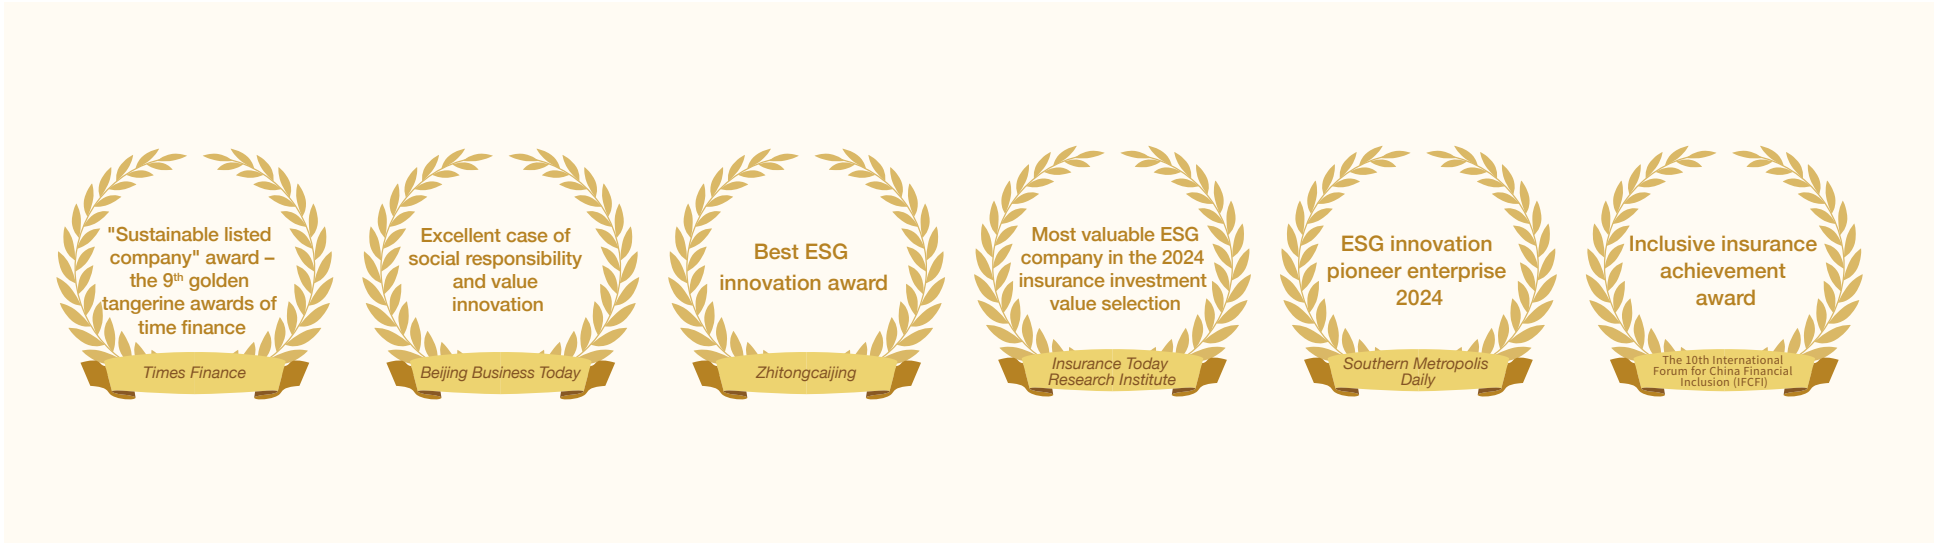 "Sustainable listed
company" award –
the 9th golden
tangerine awards of
time finance
Times Finance
Excellent case of
social responsibility
and value
innovation
Beijing Business Today
Best ESG
innovation award
Zhitongcaijing
Most valuable ESG
company in the 2024
insurance investment
value selection
Insurance Today
Research Institute
ESG innovation
pioneer enterprise
2024
Southern Metropolis
Daily
Inclusive insurance
achievement
award
The 10th International
Forum for China Financial
Inclusion (IFCFI)